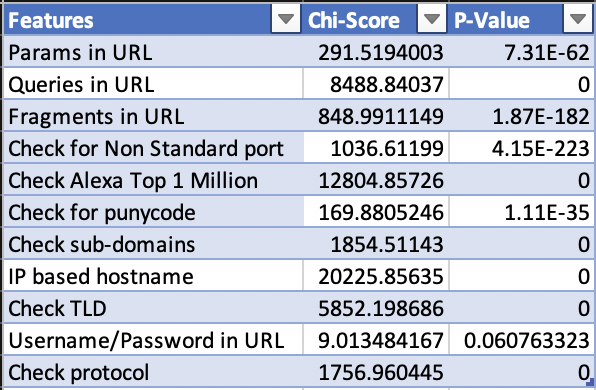 Features Chi-Score P-Value
Params in URL 291.5194003 7.31E-62
Queries in URL 8488.84037 0
Fragments in URL 848.9911149 1.87E-182
Check for Non Standard port 1036.61199 4.15E-223
Check Alexa Top 1 Million 12804.85726 0
Check for punycode 169.8805246 1.11E-35
Check sub-domains 1854.51143 0
IP based hostname 20225.85635 0
Check TLD 5852.198686 0
Username/Password in URL 9.013484167 0.060763323
Check protocol 1756.960445 0